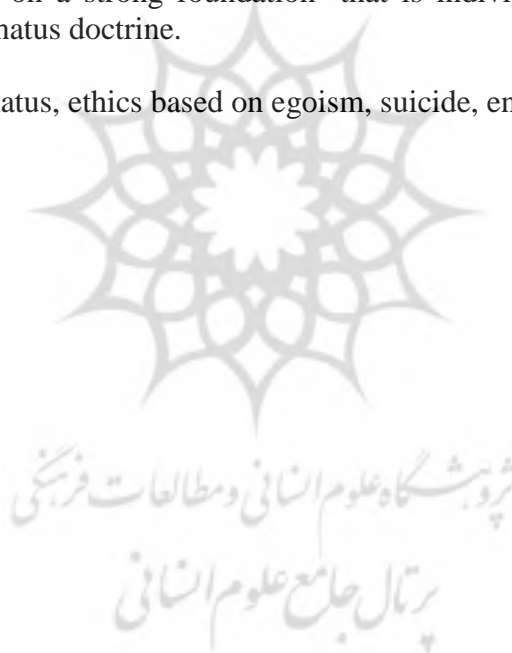 on a strong foundation that is indivi
natus doctrine.
natus, ethics based on egoism, suicide, en
پژوهشگاه علوم انسانی و مطالعات فرهنگی
پرتال جامع علوم انسانی